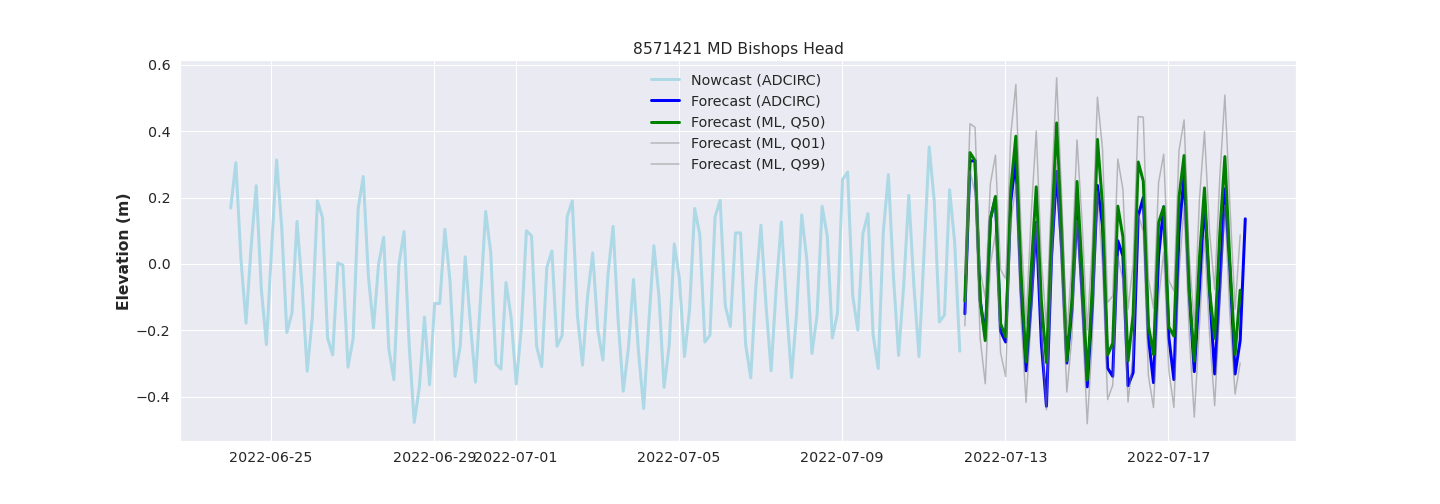 8571421 MD Bishops Head
Nowcast (ADCIRC)
Forecast (ADCIRC)
Forecast (ML, Q50)
Forecast (ML, Q01)
Forecast (ML, Q99)
Elevation (m)
0.6
0.4
0.2
0.0
−0.2
−0.4
2022-06-25
2022-06-29
2022-07-01
2022-07-05
2022-07-09
2022-07-13
2022-07-17